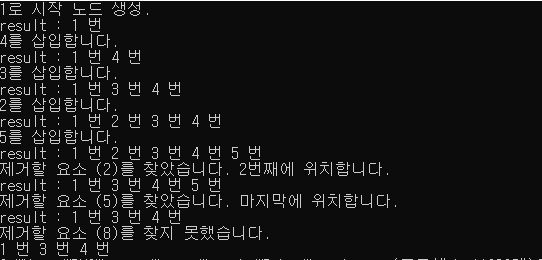 1로 시작 노드 생성.
result : 1 번
4를 삽입합니다.
result : 1 번 4 번
3를 삽입합니다.
result : 1 번 3 번 4 번
2를 삽입합니다.
result : 1 번 2 번 3 번 4 번
5를 삽입합니다.
result : 1 번 2 번 3 번 4 번 5 번
제거할 요소 (2)를 찾았습니다. 2번째에 위치합니다.
result : 1 번 3 번 4 번 5 번
제거할 요소 (5)를 찾았습니다. 마지막에 위치합니다.
result : 1 번 3 번 4 번
제거할 요소 (8)를 찾지 못했습니다.
1 번 3 번 4 번